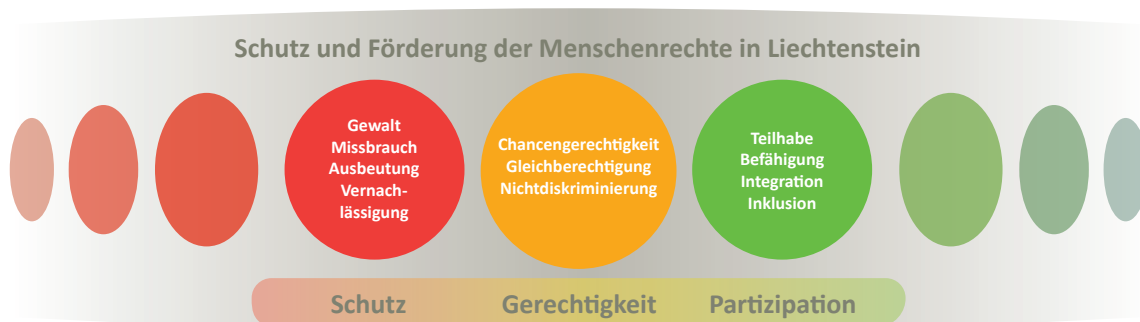 Schutz und Förderung der Menschenrechte in Liechtenstein
Gewalt
Missbrauch
Ausbeutung
Vernach-
lässigung
Chancengerechtigkeit
Gleichberechtigung
Nichtdiskriminierung
Teilhabe
Befähigung
Integration
Inklusion
Schutz
Gerechtigkeit
Partizipation